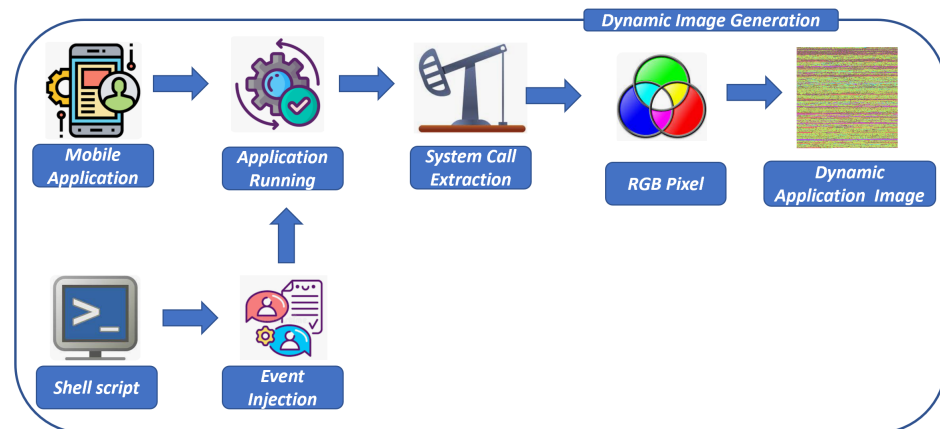 Dynamic Image Generation
Mobile
Application
Application
Running
System Call
Extraction
RGB Pixel
Dynamic
Application Image
>_
Shell script
Event
Injection